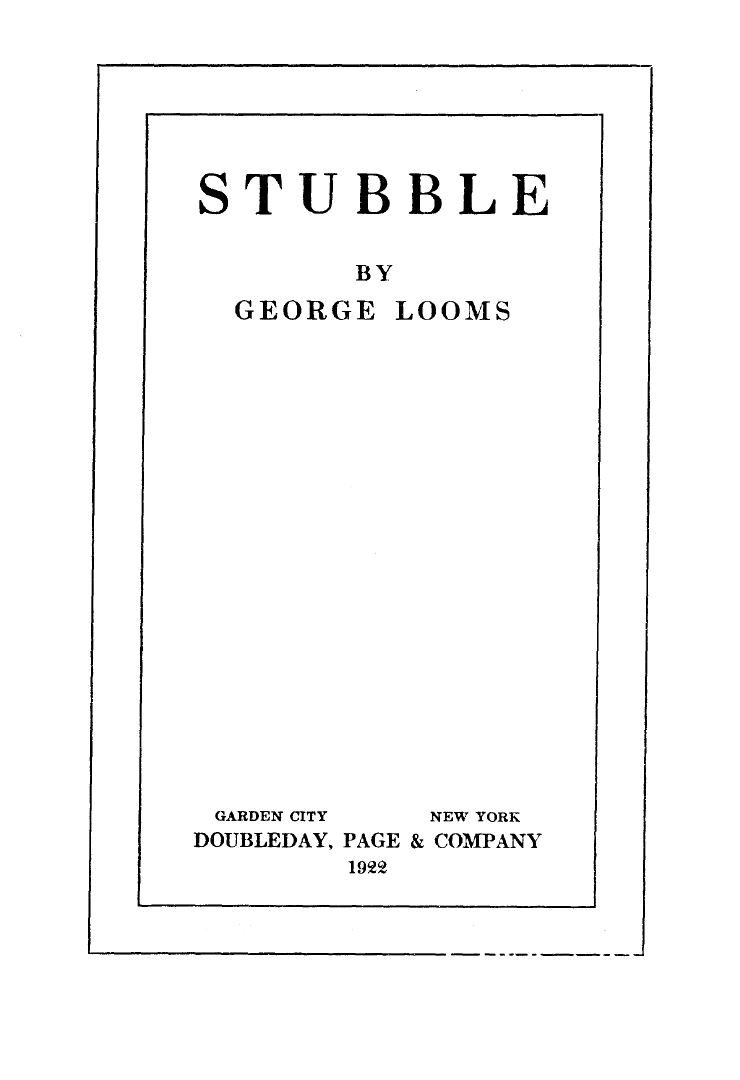 STUBBLE
BY
GEORGE LOOMS
GARDEN CITY NEW YORK
DOUBLEDAY, PAGE & COMPANY
1922